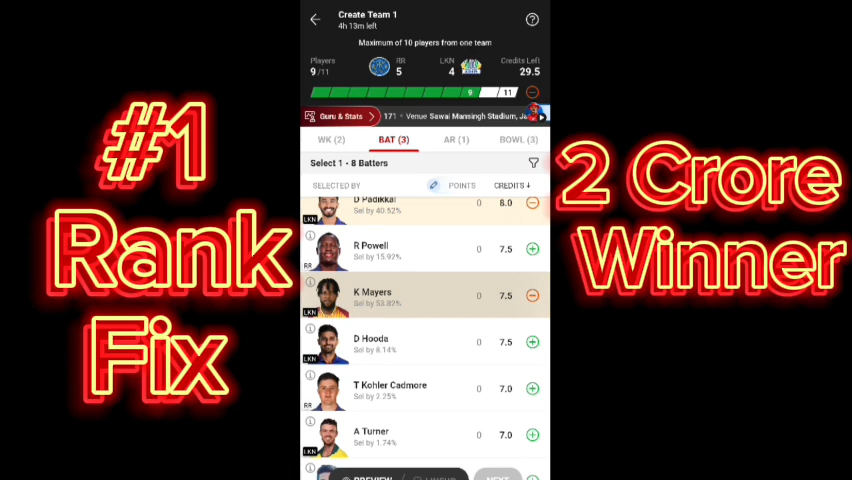 #1
Rank
Fix
2 Crore
Winner
Create Team 1
4h 13m left
Maximum of 10 players from one team
Players
9/11
RR
5
LKN
4
Credits Left
29.5
9
11
Guru & Stats
171 • Venue Sawai Mansingh Stadium,
WK (2)
BAT (3)
AR (1)
BOWL (3)
Select 1 - 8 Batters
SELECTED BY
POINTS
CREDITS ↓
D Padikkal
Sel by 40.52%
0
8.0
LKN
R Powell
Sel by 15.92%
0
7.5
RR
K Mayers
Sel by 53.82%
0
7.5
LKN
D Hooda
Sel by 8.14%
0
7.5
LKN
T Kohler Cadmore
Sel by 2.25%
0
7.0
RR
A Turner
Sel by 1.74%
0
7.0
LKN
PREVIEW
LINEUP
NEXT